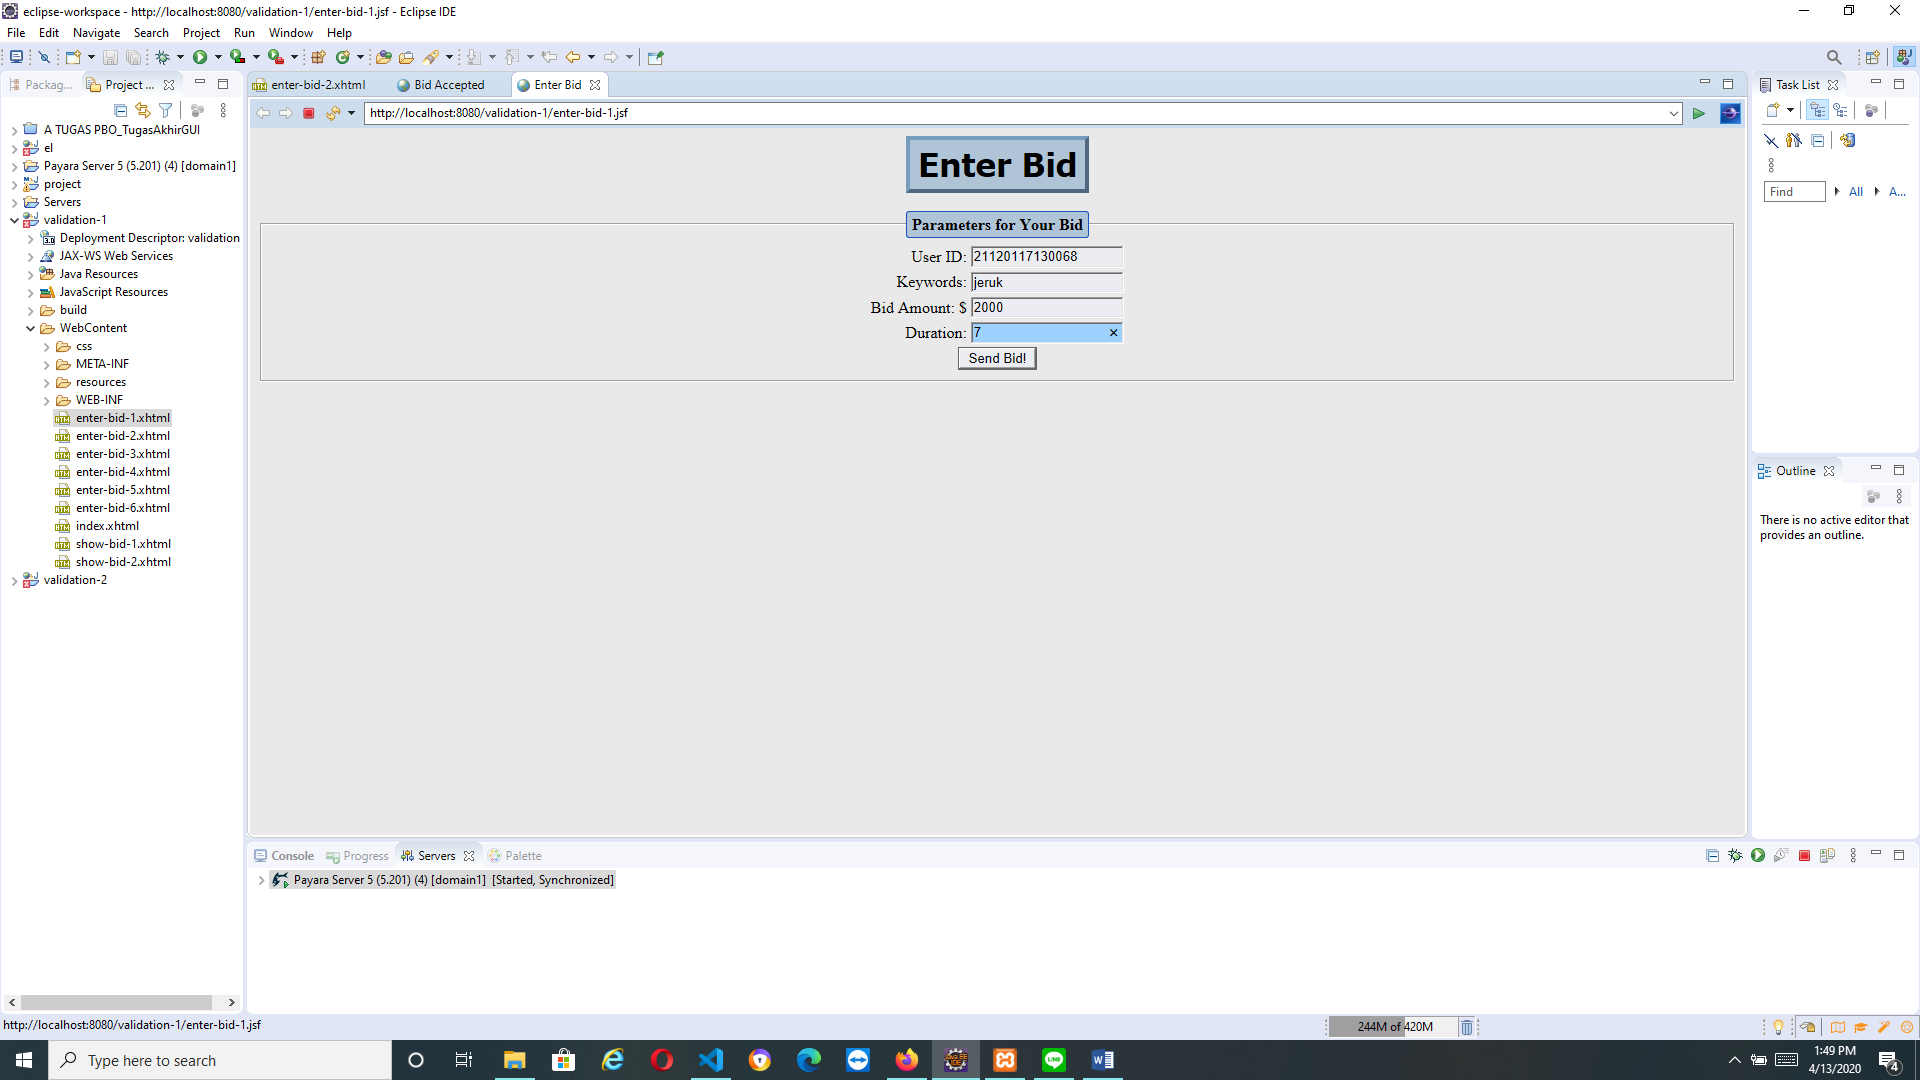 eclipse-workspace - http://localhost:8080/validation-1/enter-bid-1.jsf - Eclipse IDE
File Edit Navigate Search Project Run Window Help
Packag... Project ...
enter-bid-2.xhtml Bid Accepted Enter Bid
Task List
http://localhost:8080/validation-1/enter-bid-1.jsf
A TUGAS PBO_TugasAkhirGUI
el
Payara Server 5 (5.201) (4) [domain1]
project
Servers
validation-1
Deployment Descriptor: validation
JAX-WS Web Services
Java Resources
JavaScript Resources
build
WebContent
css
META-INF
resources
WEB-INF
enter-bid-1.xhtml
enter-bid-2.xhtml
enter-bid-3.xhtml
enter-bid-4.xhtml
enter-bid-5.xhtml
enter-bid-6.xhtml
index.xhtml
show-bid-1.xhtml
show-bid-2.xhtml
validation-2
Enter Bid
Parameters for Your Bid
User ID: 21120117130068
Keywords: jeruk
Bid Amount: $ 2000
Duration: 7
Send Bid!
Find All A...
Outline
There is no active editor that
provides an outline.
Console Progress Servers Palette
Payara Server 5 (5.201) (4) [domain1] [Started, Synchronized]
http://localhost:8080/validation-1/enter-bid-1.jsf
244M of 420M
Type here to search
1:49 PM
4/13/2020
4